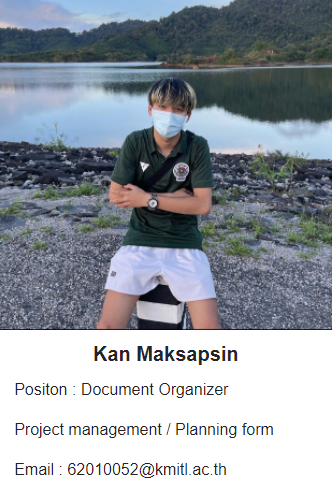 Kan Maksapsin
Positon : Document Organizer
Project management / Planning form
Email : 62010052@kmitl.ac.th